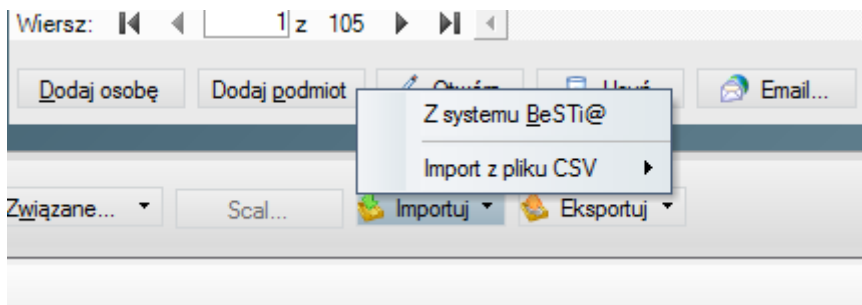 Wiersz: 1 z 105
Dodaj osobę Dodaj podmiot Email...
Z systemu BeSTi@
Import z pliku CSV
Związane... Scal... Importuj Eksportuj